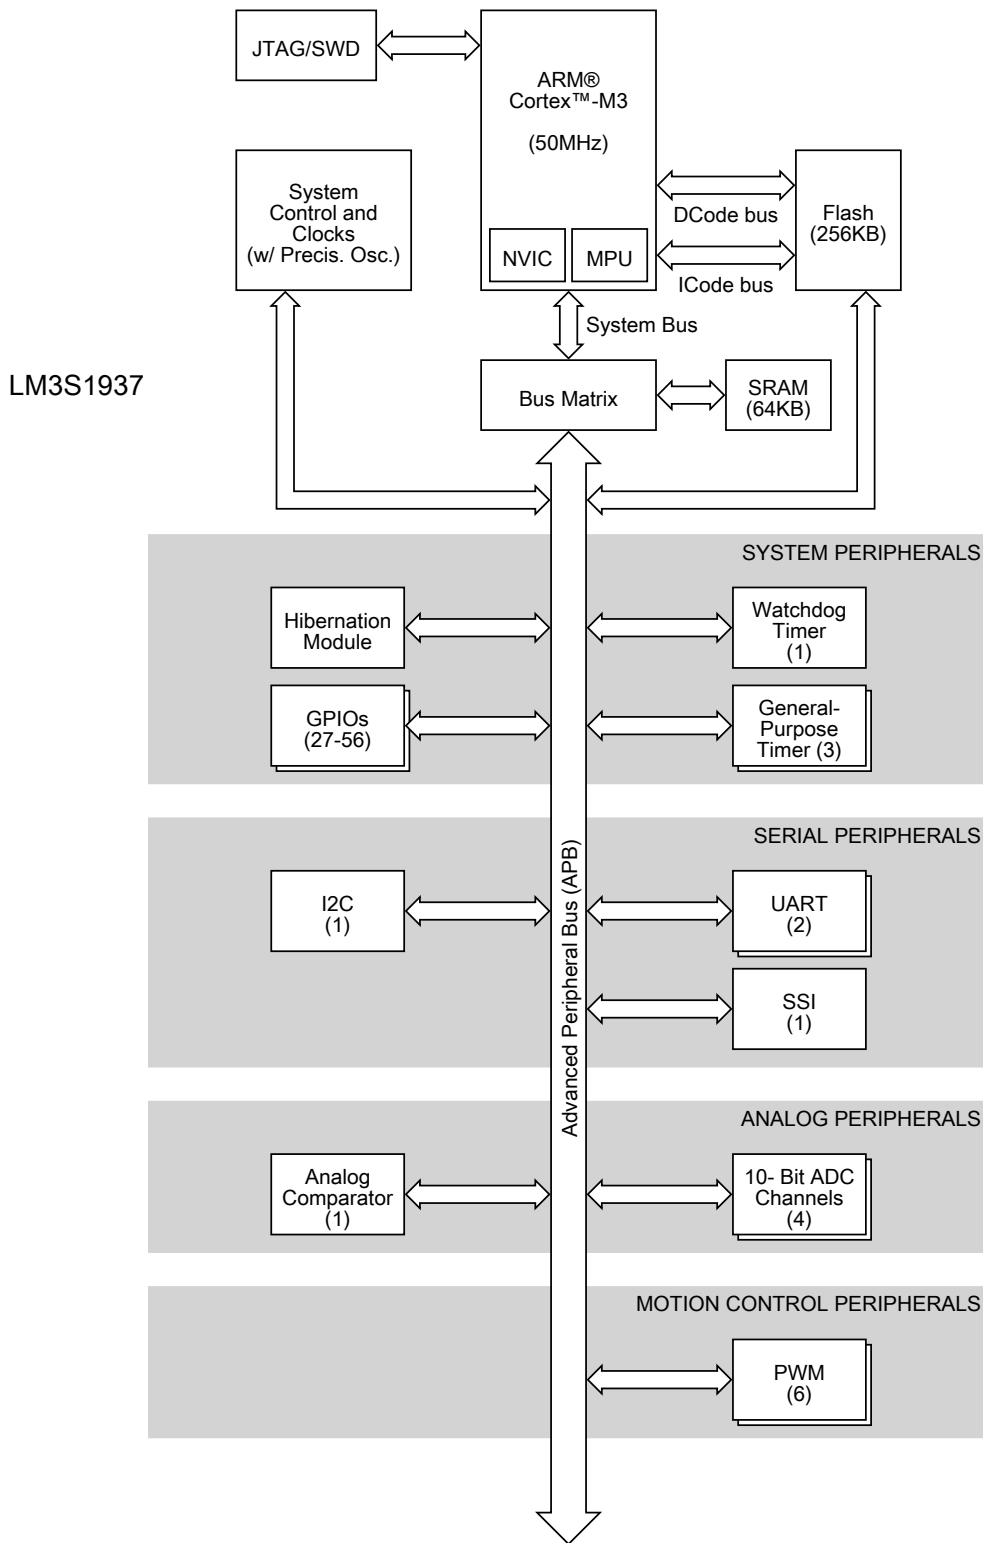 JTAG/SWD
ARM®
Cortex™-M3
(50MHz)
NVIC
MPU
System
Control and
Clocks
(w/ Precis. Osc.)
DCode bus
ICode bus
Flash
(256KB)
System Bus
LM3S1937
Bus Matrix
SRAM
(64KB)
SYSTEM PERIPHERALS
Hibernation
Module
Watchdog
Timer
(1)
GPIOs
(27-56)
General-
Purpose
Timer (3)
Advanced Peripheral Bus (APB)
SERIAL PERIPHERALS
I2C
(1)
UART
(2)
SSI
(1)
ANALOG PERIPHERALS
Analog
Comparator
(1)
10- Bit ADC
Channels
(4)
MOTION CONTROL PERIPHERALS
PWM
(6)